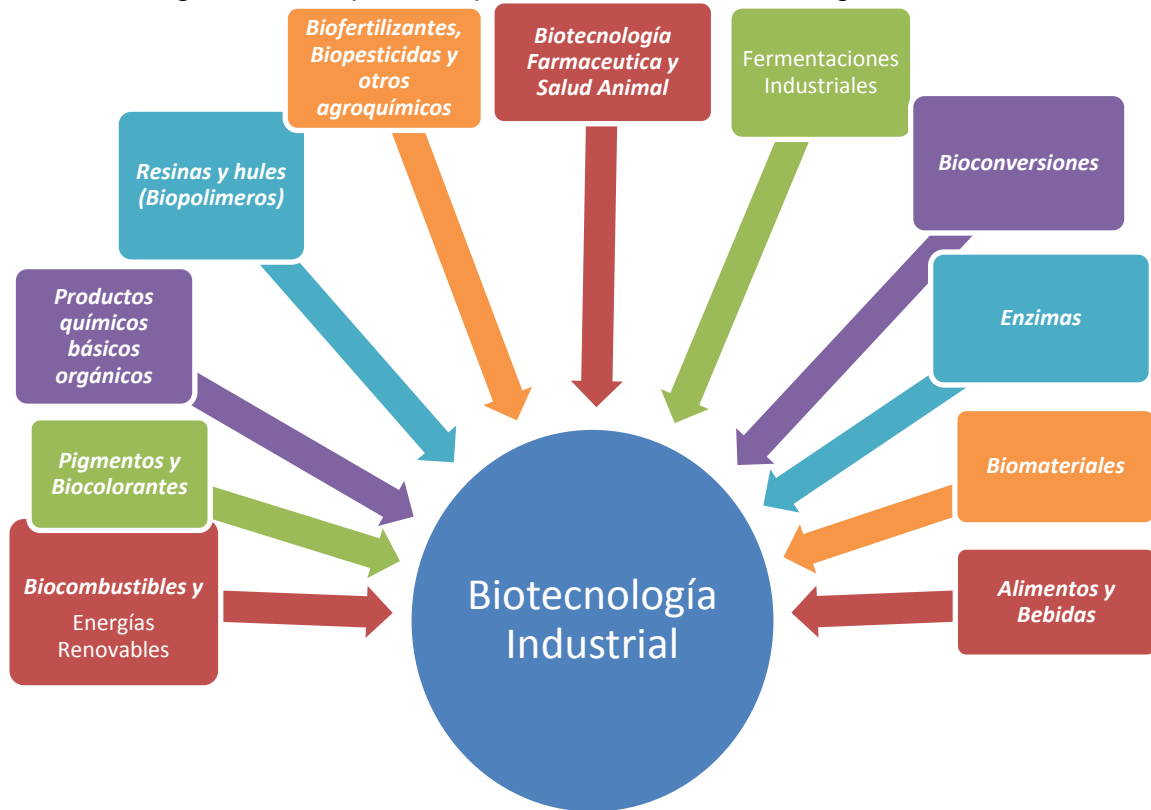 Biofertilizantes,
Biopesticidas y
otros
agroquímicos
Biotecnología
Farmaceutica y
Salud Animal
Fermentaciones
Industriales
Resinas y hules
(Biopolimeros)
Bioconversiones
Productos
químicos
básicos
orgánicos
Enzimas
Pigmentos y
Biocolorantes
Biomateriales
Biocombustibles y
Energías
Renovables
Alimentos y
Bebidas
Biotecnología
Industrial